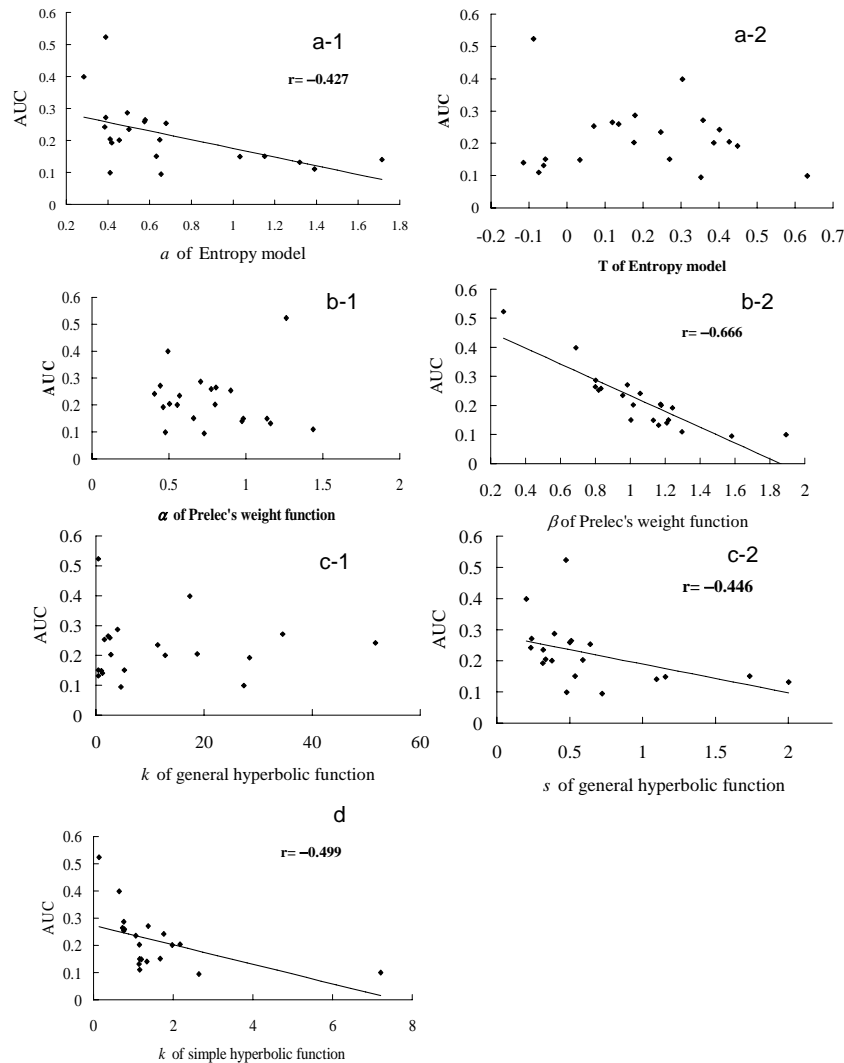 a-1
r= −0.427
AUC
0.6
0.5
0.4
0.3
0.2
0.1
0
0.2 0.4 0.6 0.8 1 1.2 1.4 1.6 1.8
a of Entropy model
a-2
AUC
0.6
0.5
0.4
0.3
0.2
0.1
0
-0.2 -0.1 0 0.1 0.2 0.3 0.4 0.5 0.6 0.7
T of Entropy model
b-1
AUC
0.6
0.5
0.4
0.3
0.2
0.1
0
0 0.5 1 1.5 2
α of Prelec's weight function
b-2
r= −0.666
AUC
0.6
0.5
0.4
0.3
0.2
0.1
0
0.2 0.4 0.6 0.8 1 1.2 1.4 1.6 1.8 2
β of Prelec's weight function
c-1
AUC
0.6
0.5
0.4
0.3
0.2
0.1
0
0 20 40 60
k of general hyperbolic function
c-2
r= −0.446
AUC
0.6
0.5
0.4
0.3
0.2
0.1
0
0 0.5 1 1.5 2
s of general hyperbolic function
d
r= −0.499
AUC
0.6
0.5
0.4
0.3
0.2
0.1
0
0 2 4 6 8
k of simple hyperbolic function